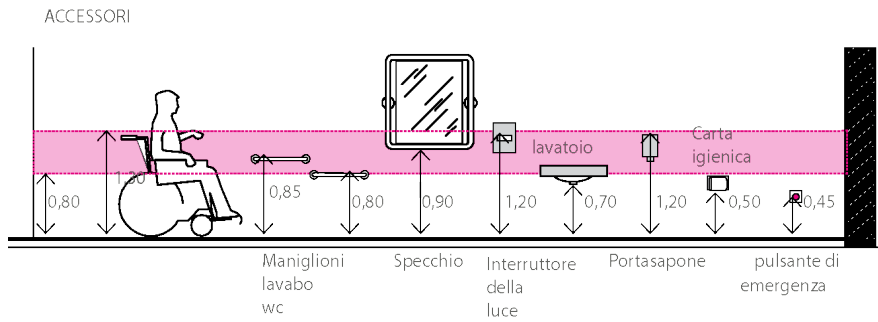 ACCESSORI
lavatoio
Carta
igienica
1,30
0,80
0,85
0,80
0,90
1,20
0,70
1,20
0,50
0,45
Maniglioni
lavabo
wc
Specchio
Interruttore
della
luce
Portasapone
pulsante di
emergenza